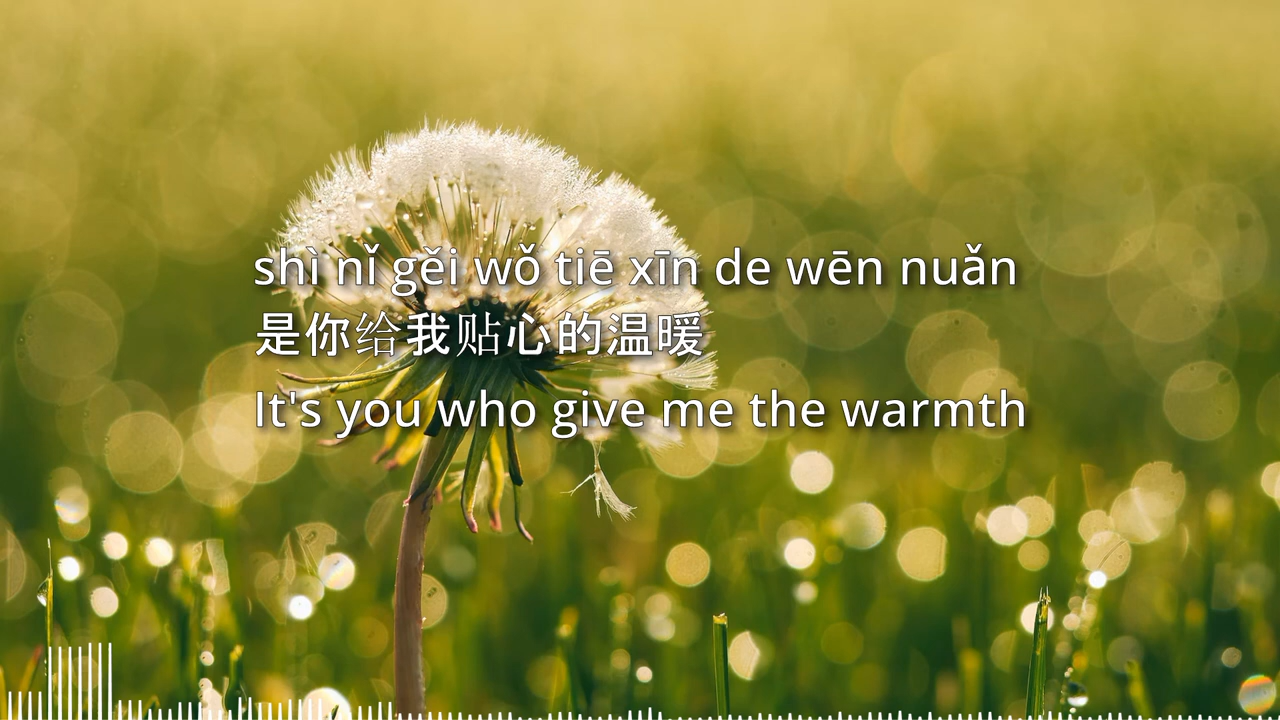 shì nǐ gěi wǒ tiē xīn de wēn nuǎn
是你给我贴心的温暖
It's you who give me the warmth